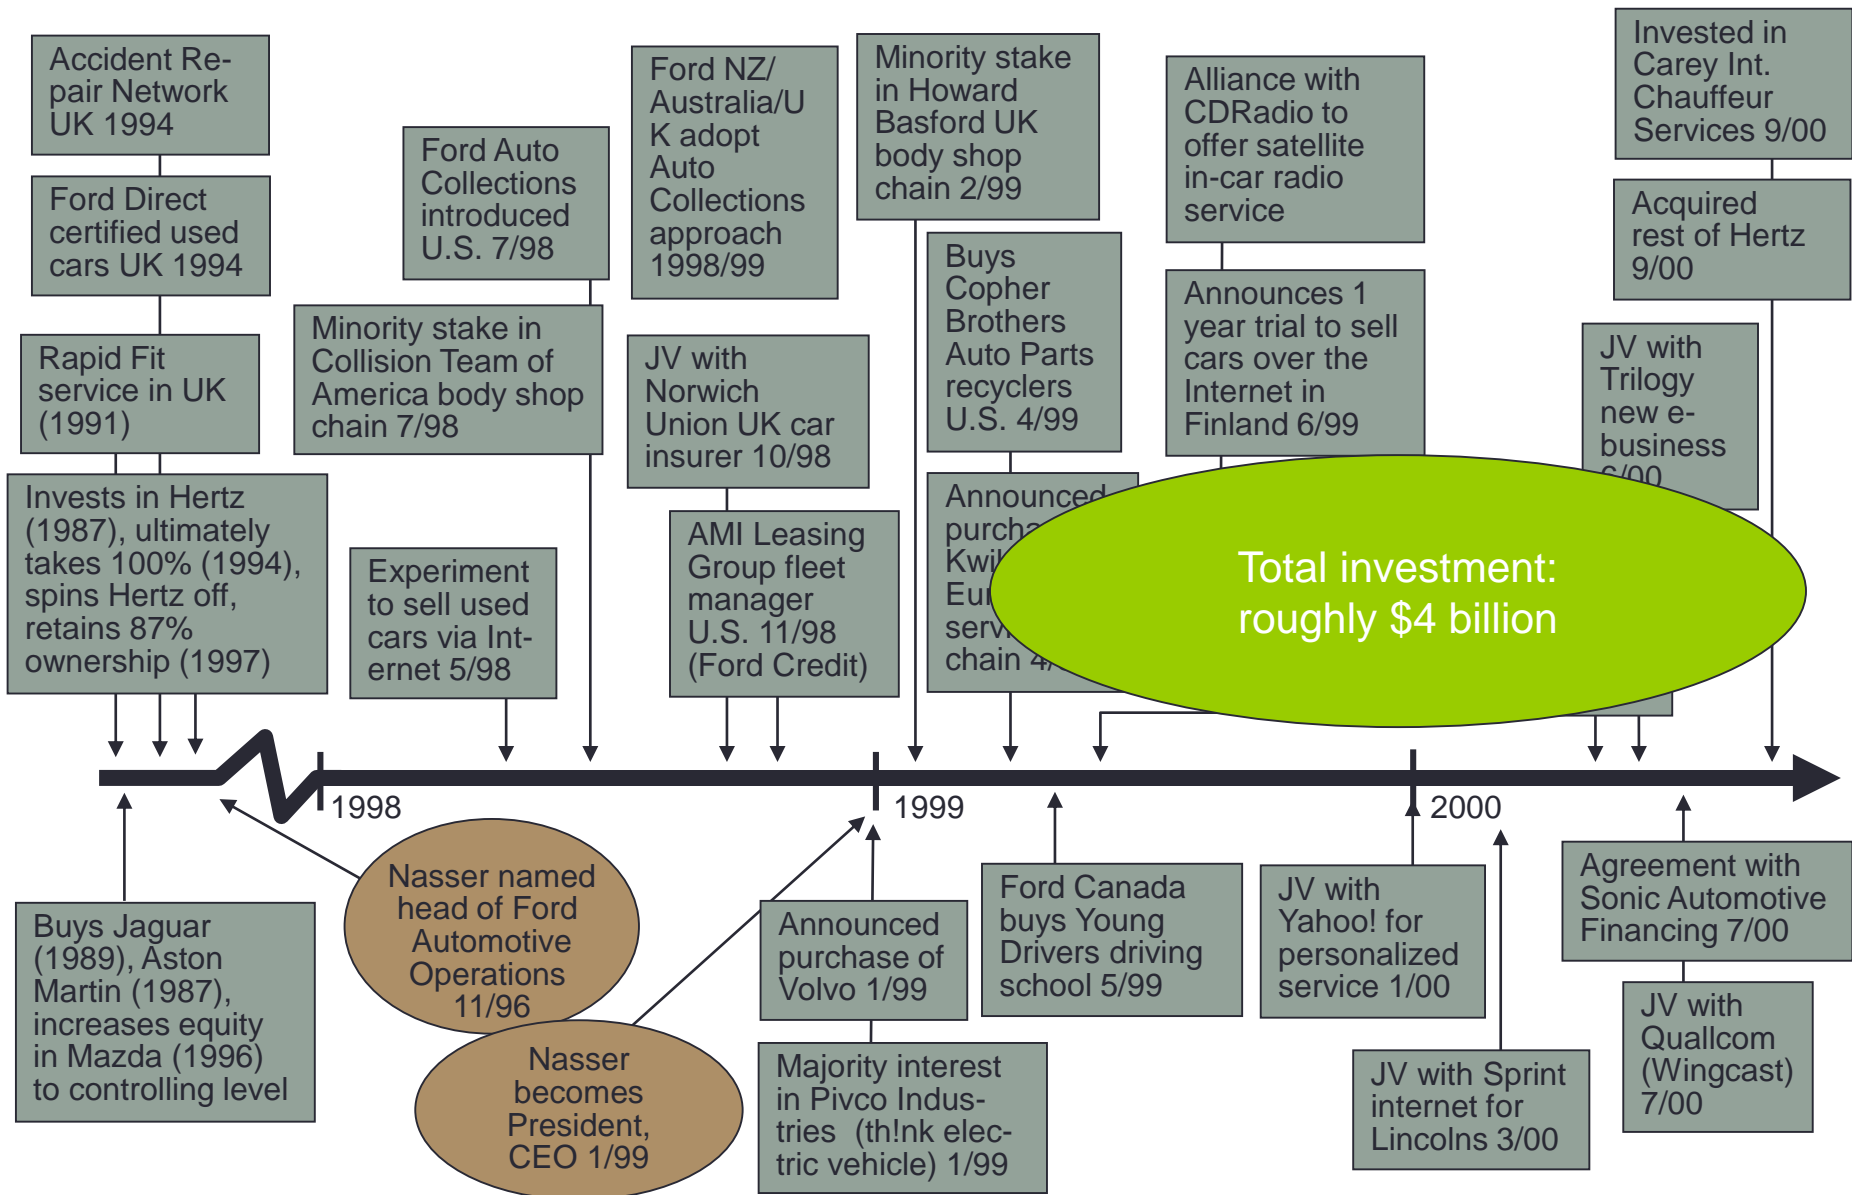 Accident Re-
pair Network
UK 1994
Ford Direct
certified used
cars UK 1994
Rapid Fit
service in UK
(1991)
Invests in Hertz
(1987), ultimately
takes 100% (1994),
spins Hertz off,
retains 87%
ownership (1997)
Ford Auto
Collections
introduced
U.S. 7/98
Minority stake in
Collision Team of
America body shop
chain 7/98
Experiment
to sell used
cars via Int-
ernet 5/98
Ford NZ/
Australia/U
K adopt
Auto
Collections
approach
1998/99
JV with
Norwich
Union UK car
insurer 10/98
AMI Leasing
Group fleet
manager
U.S. 11/98
(Ford Credit)
Minority stake
in Howard
Basford UK
body shop
chain 2/99
Buys
Copher
Brothers
Auto Parts
recyclers
U.S. 4/99
Announced
chain
Alliance with
CDRadio to
offer satellite
in-car radio
service
Announces 1
year trial to sell
cars over the
Internet in
Finland 6/99
Invested in
Carey Int.
Chauffeur
Services 9/00
Acquired
rest of Hertz
9/00
JV with
Trilogy
new e-
business
6/00
Total investment:
roughly $4 billion
1998
1999
2000
Buys Jaguar
(1989), Aston
Martin (1987),
increases equity
in Mazda (1996)
to controlling level
Nasser named
head of Ford
Automotive
Operations
11/96
Nasser
becomes
President,
CEO 1/99
Announced
purchase of
Volvo 1/99
Majority interest
in Pivco Indus-
tries (th!nk elec-
tric vehicle) 1/99
Ford Canada
buys Young
Drivers driving
school 5/99
JV with
Yahoo! for
personalized
service 1/00
JV with Sprint
internet for
Lincolns 3/00
Agreement with
Sonic Automotive
Financing 7/00
JV with
Quallcom
(Wingcast)
7/00